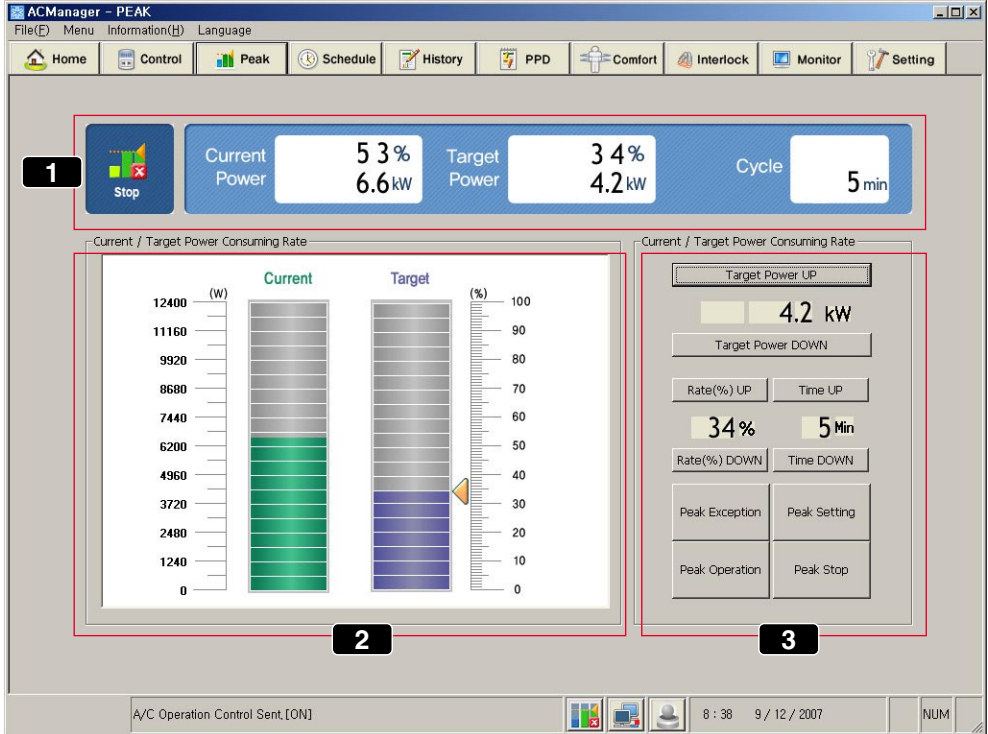 ACManager - PEAK
File(F) Menu Information(H) Language
Home Control Peak Schedule History PPD Comfort Interlock Monitor Setting
1
Stop
Current Power
53%
6.6kW
Target Power
34%
4.2kW
Cycle
5min
Current / Target Power Consuming Rate
Current Target
(W) (%)
12400 100
11160 90
9920 80
8680 70
7440 60
6200 50
4960 40
3720 30
2480 20
1240 10
0 0
2
Current / Target Power Consuming Rate
Target Power UP
4.2 kW
Target Power DOWN
Rate(%) UP Time UP
34% 5Min
Rate(%) DOWN Time DOWN
Peak Exception Peak Setting
Peak Operation Peak Stop
3
A/C Operation Control Sent,[ON] 8 : 38 9 / 12 / 2007 NUM